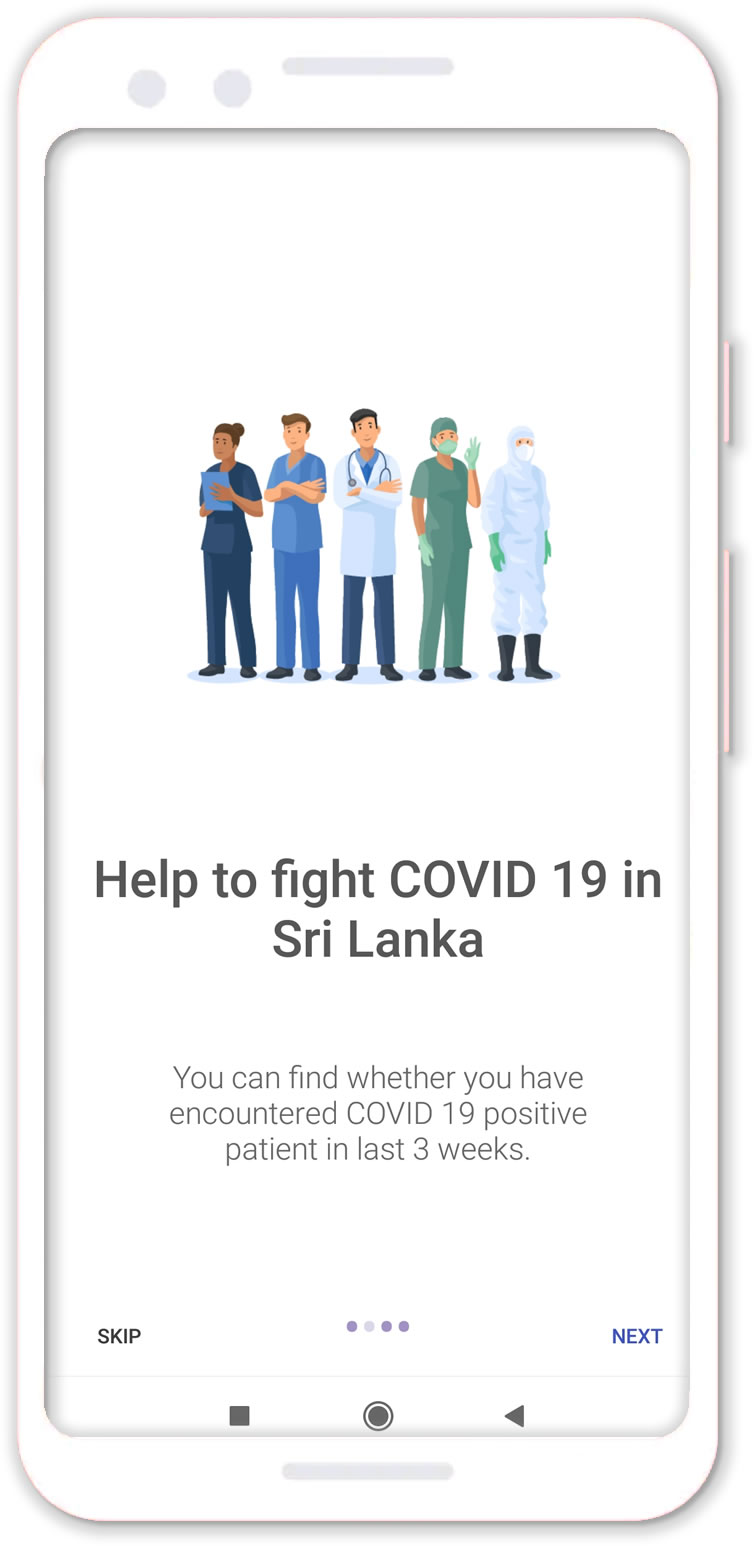 Help to fight COVID 19 in
Sri Lanka
You can find whether you have
encountered COVID 19 positive
patient in last 3 weeks.
SKIP
NEXT